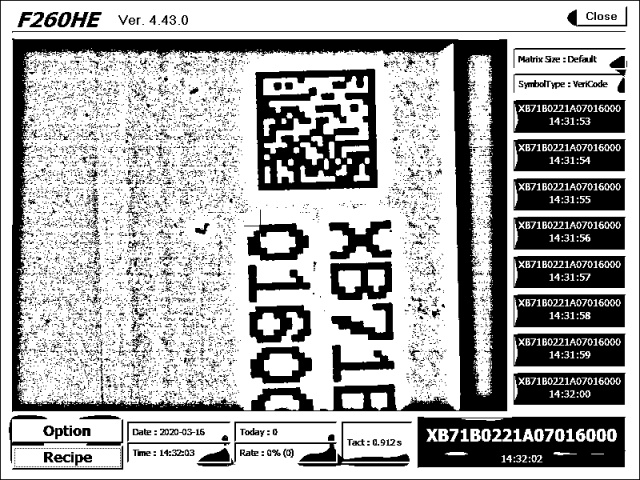 F260HE Ver. 4.43.0
Close
Matrix Size : Default
SymbolType : VeriCode
XB71B0221A07016000
14:31:53
XB71B0221A07016000
14:31:54
XB71B0221A07016000
14:31:55
XB71B0221A07016000
14:31:56
XB71B0221A07016000
14:31:57
XB71B0221A07016000
14:31:58
XB71B0221A07016000
14:31:59
XB71B0221A07016000
14:32:00
XB71B
01600
Option
Recipe
Date : 2020-03-16
Time : 14:32:03
Today : 0
Rate : 0% (0)
Tact : 0.912 s
XB71B0221A07016000
14:32:02